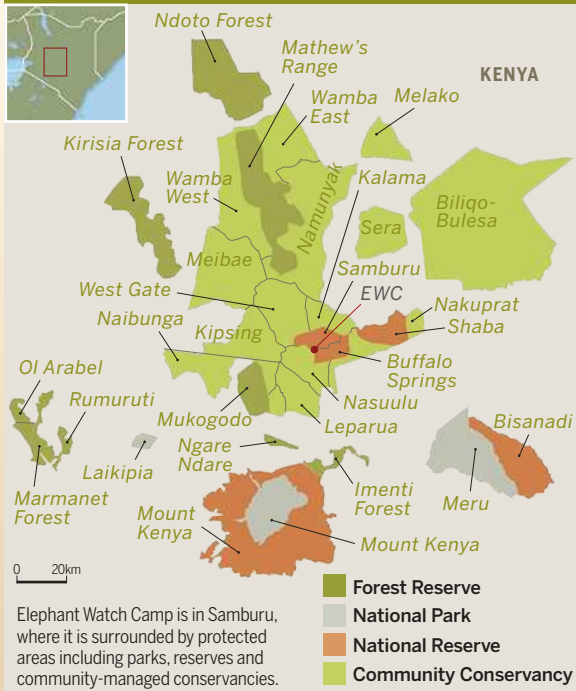 Ndoto Forest
Mathew's
Range
KENYA
Wamba
East
Melako
Kirisia Forest
Wamba
West
Namunyak
Kalama
Biliqo-
Bulesa
Sera
Meibae
Samburu
West Gate
EWC
Nakuprat
Naibunga
Kipsing
Shaba
Buffalo
Springs
Ol Arabel
Nasuulu
Rumuruti
Mukogodo
Leparua
Bisanadi
Ngare
Ndare
Laikipia
Marmanet
Forest
Imenti
Forest
Meru
Mount
Kenya
Mount Kenya
0 20km
Forest Reserve
National Park
National Reserve
Community Conservancy
Elephant Watch Camp is in Samburu,
where it is surrounded by protected
areas including parks, reserves and
community-managed conservancies.